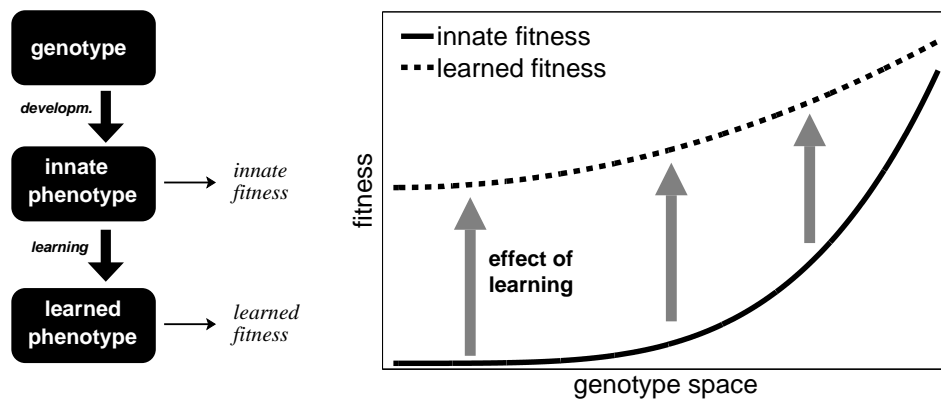 genotype
developm.
innate
phenotype
innate
fitness
learning
learned
phenotype
learned
fitness
innate fitness
learned fitness
fitness
effect of
learning
genotype space